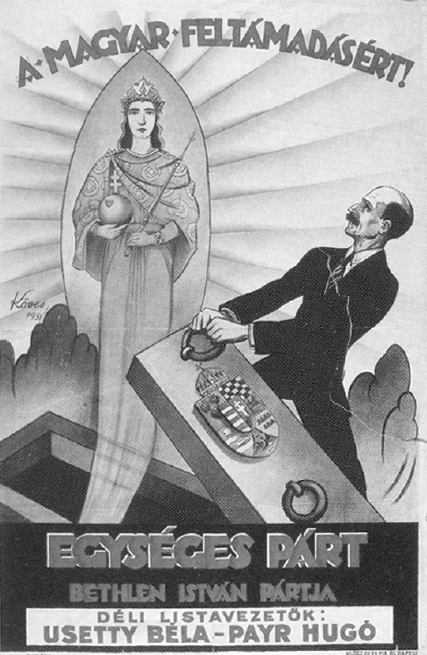 A·MAGYAR·FELTÁMADÁSÉRT!
Köves
1931
EGYSÉGES PÁRT
BETHLEN ISTVÁN PÁRTJA
DÉLI LISTAVEZETŐK:
USETTY BÉLA-PAYR HUGÓ